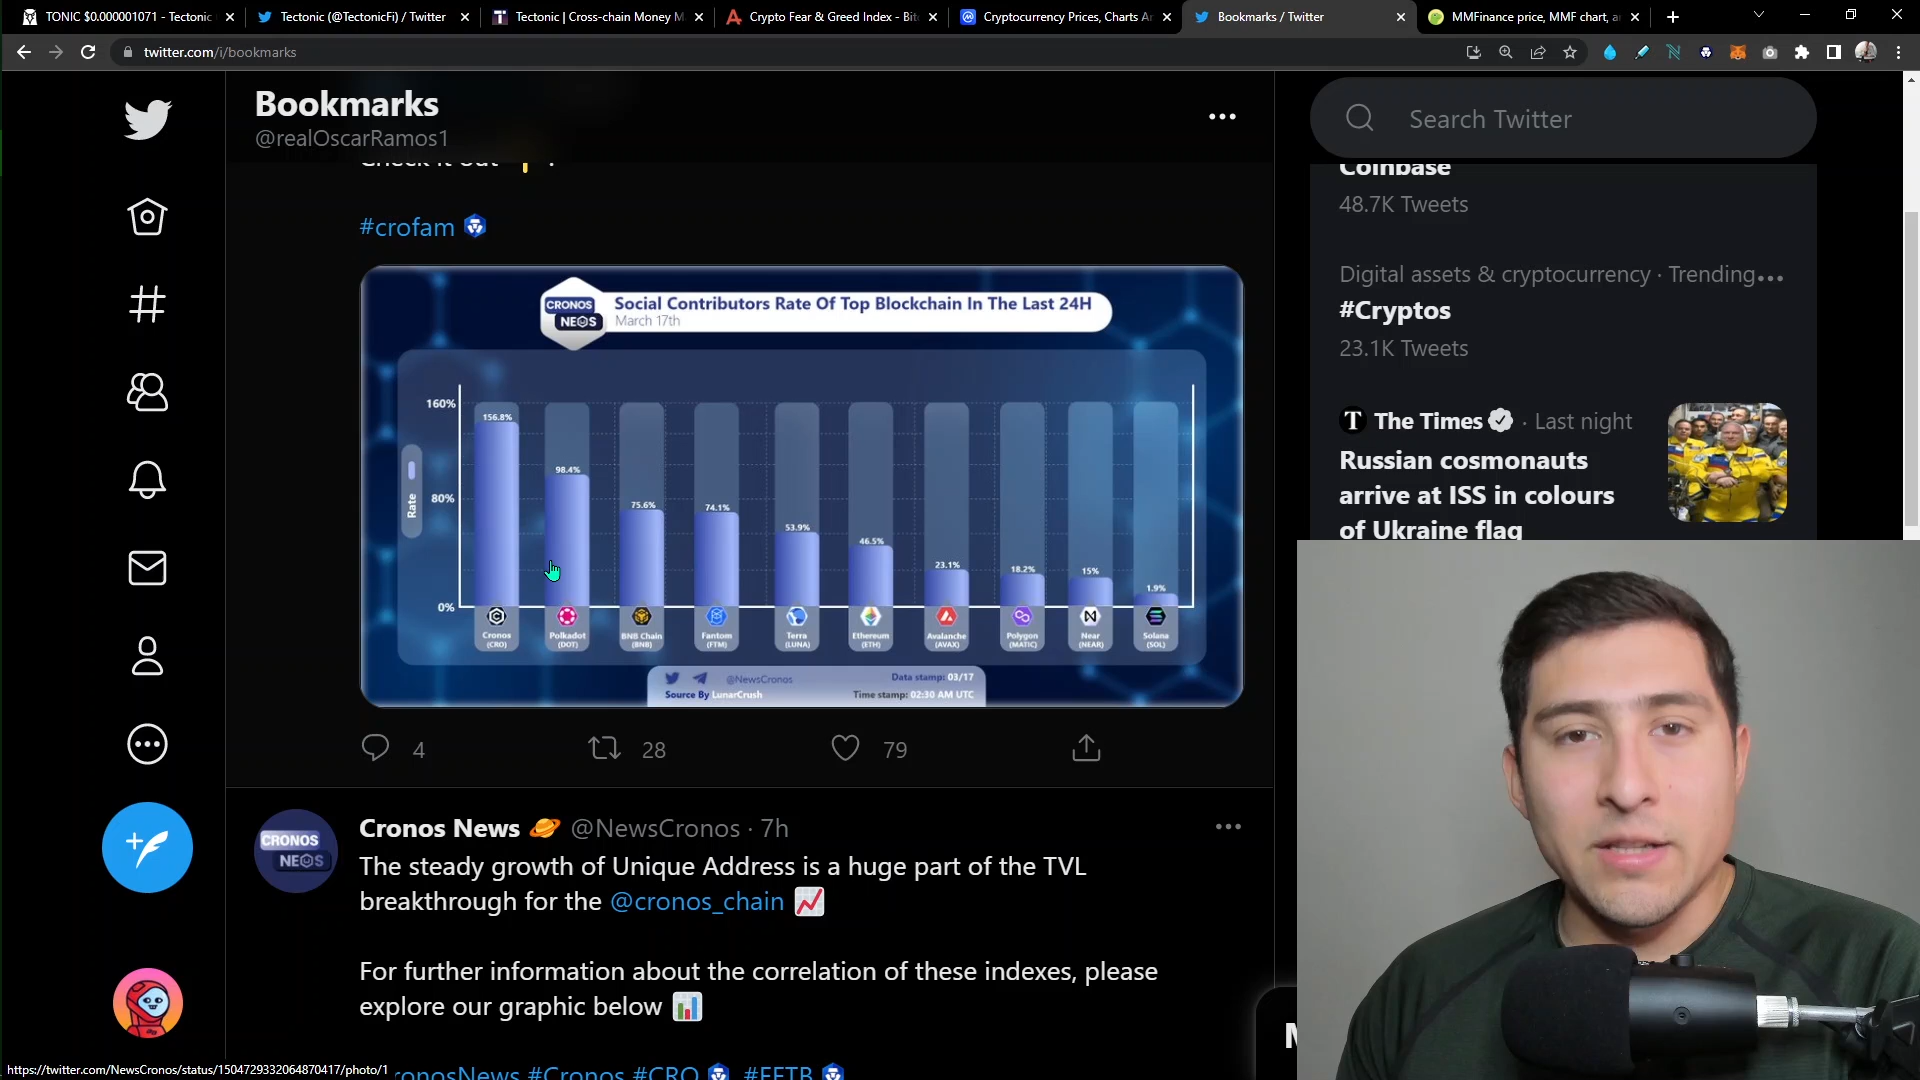 TONIC $0.000001071 - Tectonic
Tectonic (@TectonicFi) / Twitter
Tectonic | Cross-chain Money M
Crypto Fear & Greed Index - Bit
Cryptocurrency Prices, Charts A
Bookmarks / Twitter
MMFinance price, MMF chart, a
twitter.com/i/bookmarks
Bookmarks
@realOscarRamos1
Search Twitter
Check it out
#crofam
Coinbase
48.7K Tweets
Digital assets & cryptocurrency · Trending
#Cryptos
23.1K Tweets
The Times · Last night
Russian cosmonauts
arrive at ISS in colours
of Ukraine flag
CRONOS
NEWS
Social Contributors Rate Of Top Blockchain In The Last 24H
March 17th
Rate
160%
80%
0%
156.8%
98.4%
75.6%
74.1%
53.9%
46.5%
23.1%
18.2%
15%
1.9%
Cronos
(CRO)
Polkadot
(DOT)
BNB Chain
(BNB)
Fantom
(FTM)
Terra
(LUNA)
Ethereum
(ETH)
Avalanche
(AVAX)
Polygon
(MATIC)
Near
(NEAR)
Solana
(SOL)
@NewsCronos
Source By LunarCrush
Data stamp: 03/17
Time stamp: 02:30 AM UTC
4 28 79
CRONOS
NEWS
Cronos News 🪐 @NewsCronos · 7h
The steady growth of Unique Address is a huge part of the TVL
breakthrough for the @cronos_chain 📈
For further information about the correlation of these indexes, please
explore our graphic below 📊
ronosNews #Cronos #CRO #FFTB
https://twitter.com/NewsCronos/status/1504729332064870417/photo/1